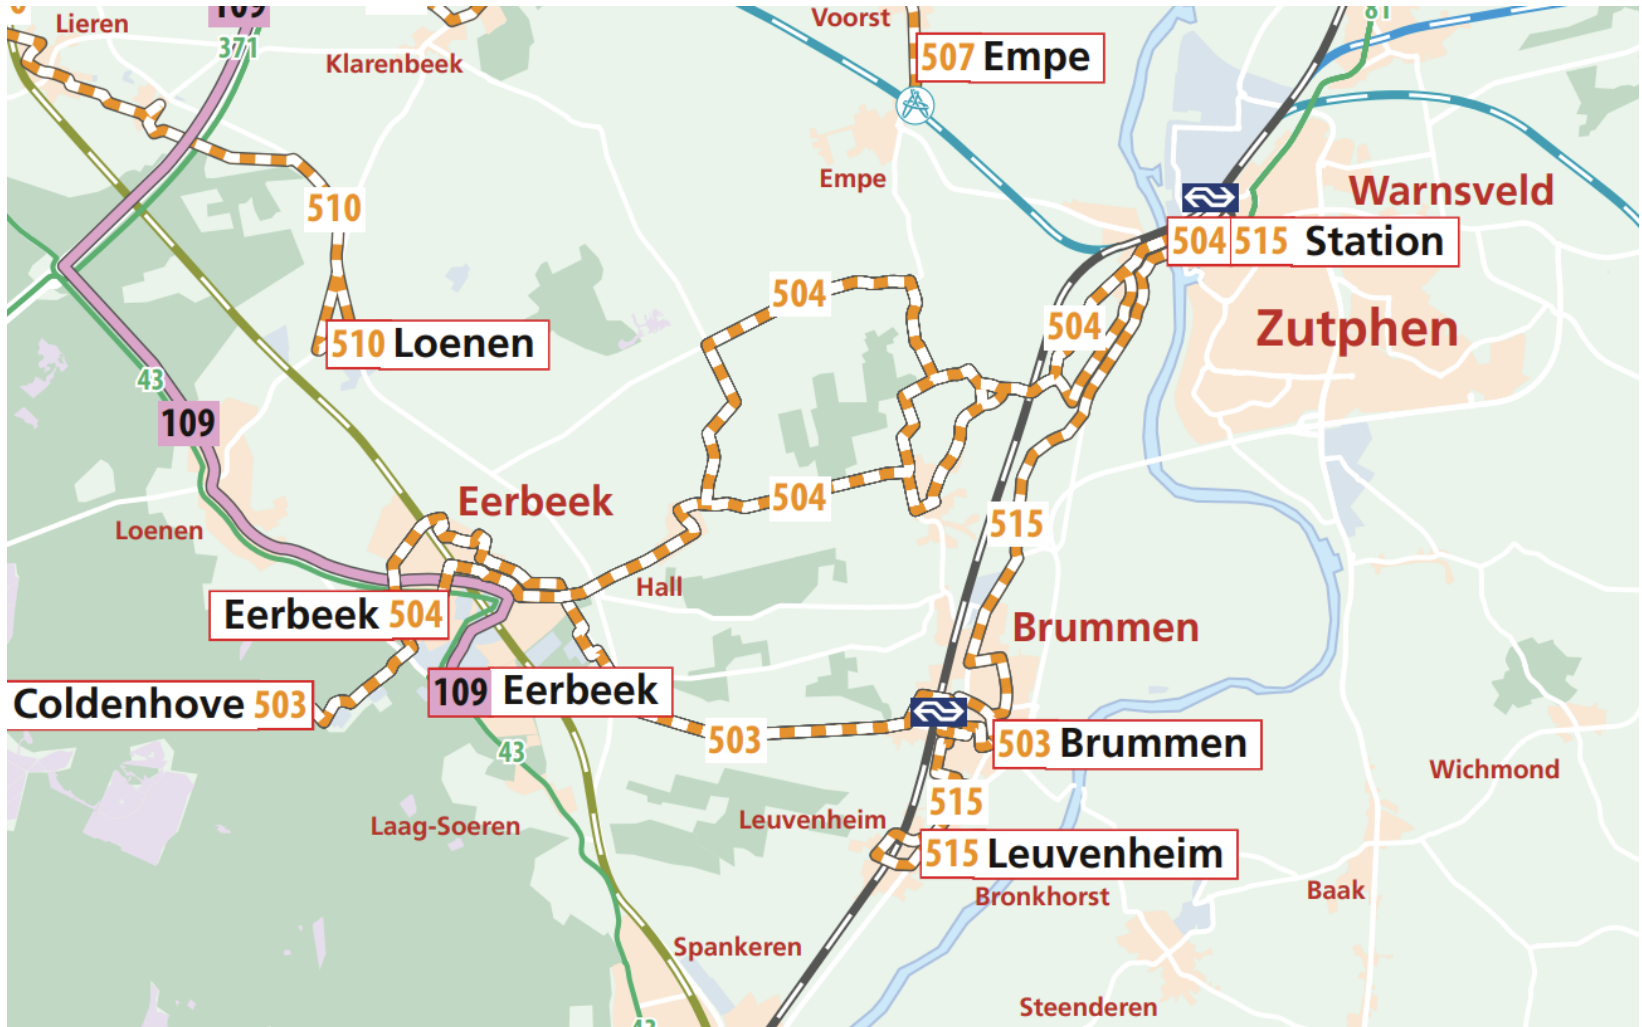 109
Lieren
371
Klarenbeek
Voorst
507 Empe
81
Empe
Warnsveld
510
504 515 Station
504
504
Zutphen
510 Loenen
43
109
Eerbeek
504
515
Loenen
Hall
Eerbeek 504
Brummen
109 Eerbeek
Coldenhove 503
503
503 Brummen
43
Wichmond
515
Laag-Soeren
Leuvenheim
515 Leuvenheim
Bronkhorst
Baak
Spankeren
Steenderen
43